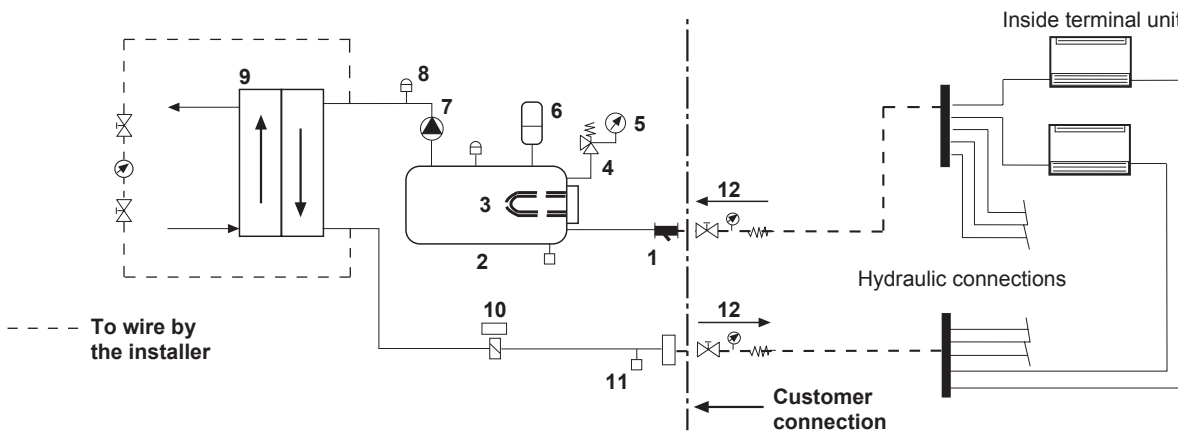 Inside terminal unit
9
8
7
6
5
4
3
12
2
1
Hydraulic connections
10
12
To wire by
the installer
11
Customer
connection